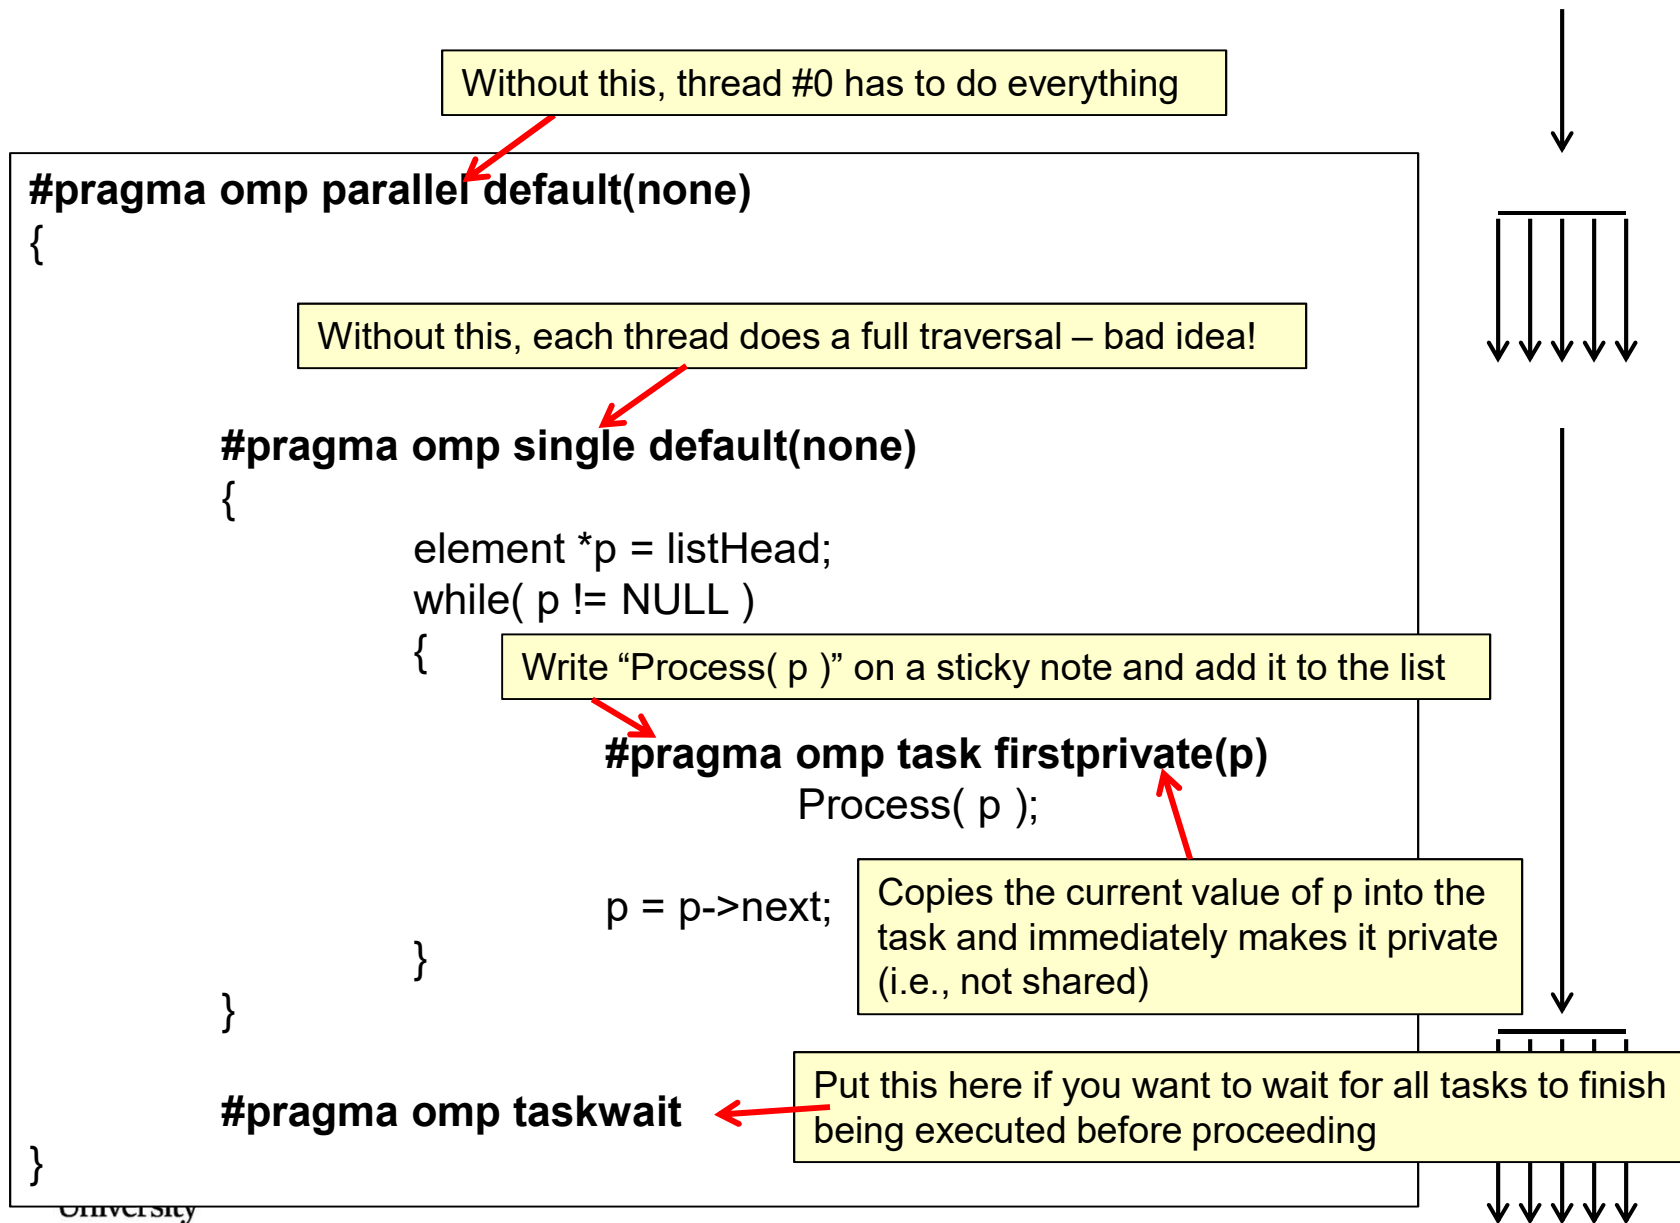 Without this, thread #0 has to do everything
#pragma omp parallel default(none)
{
Without this, each thread does a full traversal – bad idea!
#pragma omp single default(none)
{
element *p = listHead;
while( p != NULL )
{
Write “Process( p )” on a sticky note and add it to the list
#pragma omp task firstprivate(p)
Process( p );
Copies the current value of p into the
task and immediately makes it private
(i.e., not shared)
p = p->next;
}
}
Put this here if you want to wait for all tasks to finish
being executed before proceeding
#pragma omp taskwait
}
University